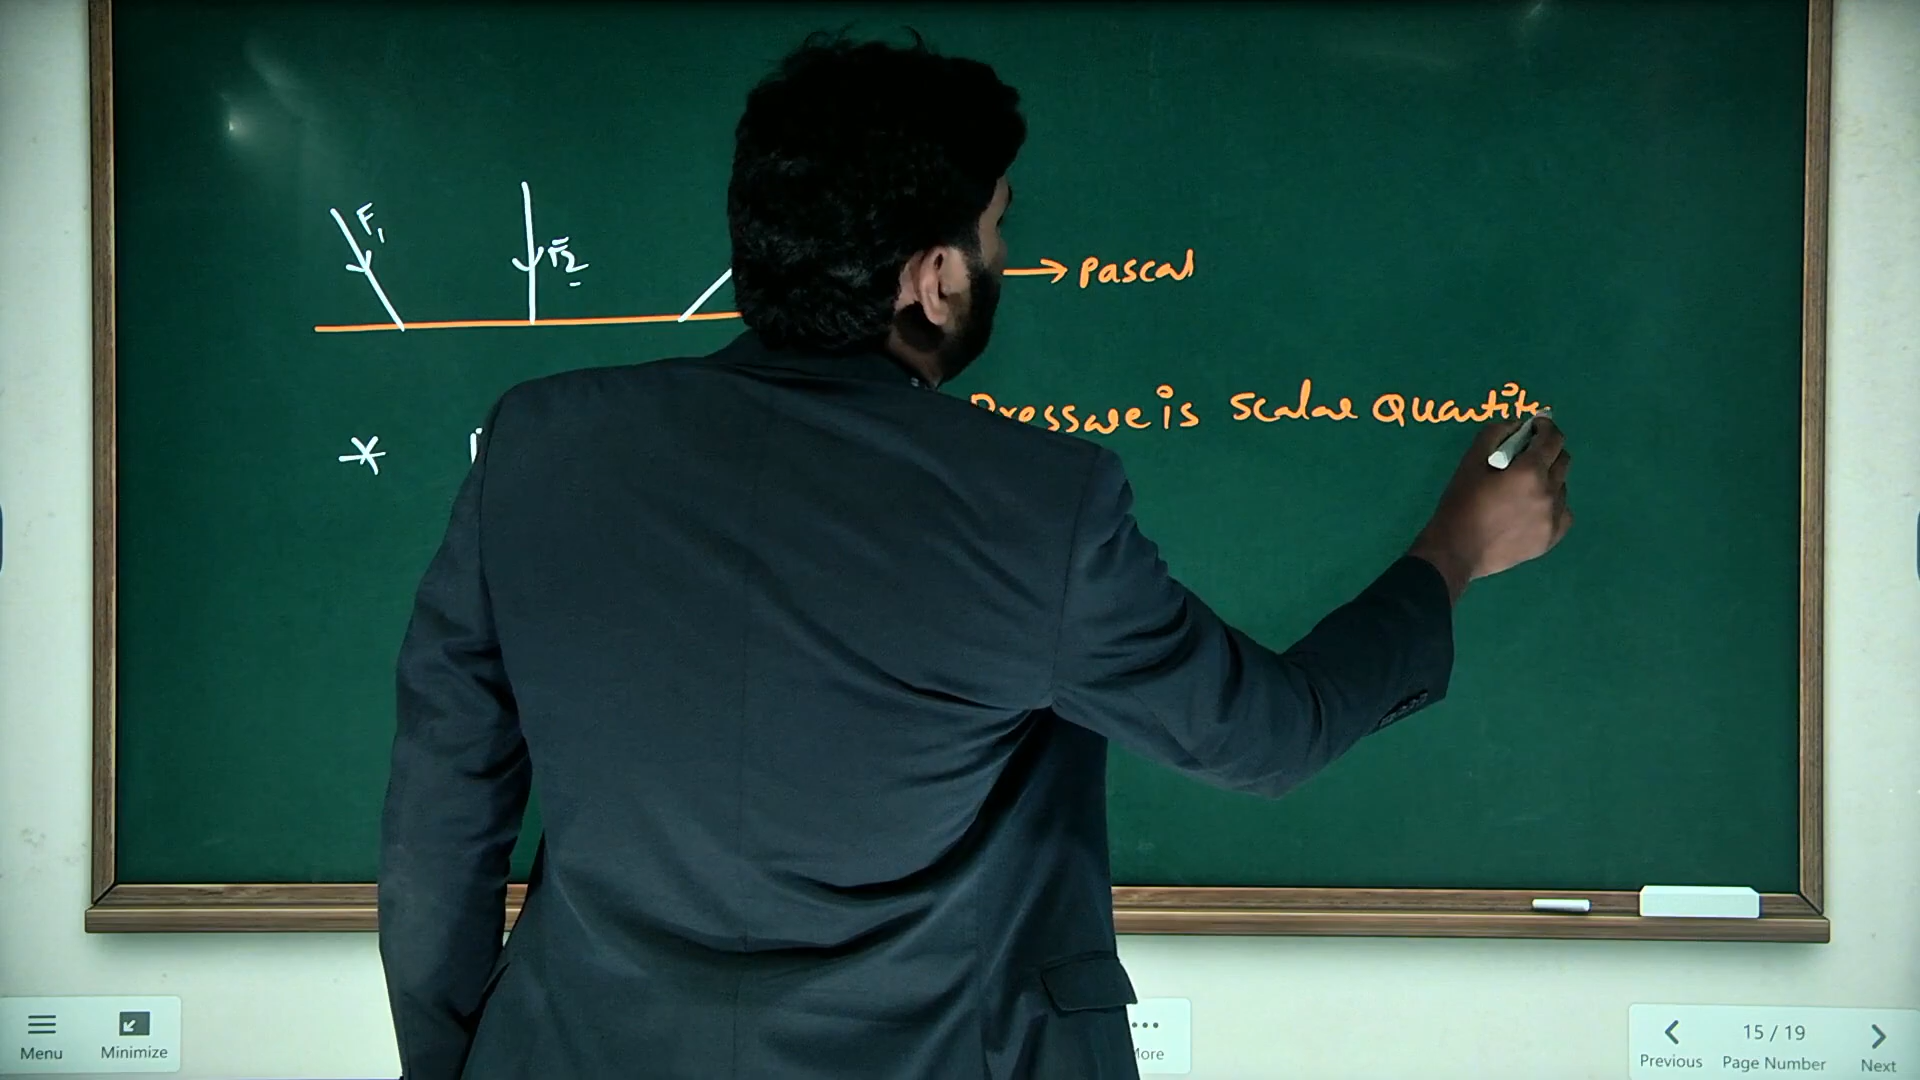 F₁
F₂
→ Pascal
Pressure is Scalar Quantity
*
Menu
Minimize
More
Previous
15 / 19
Page Number
Next